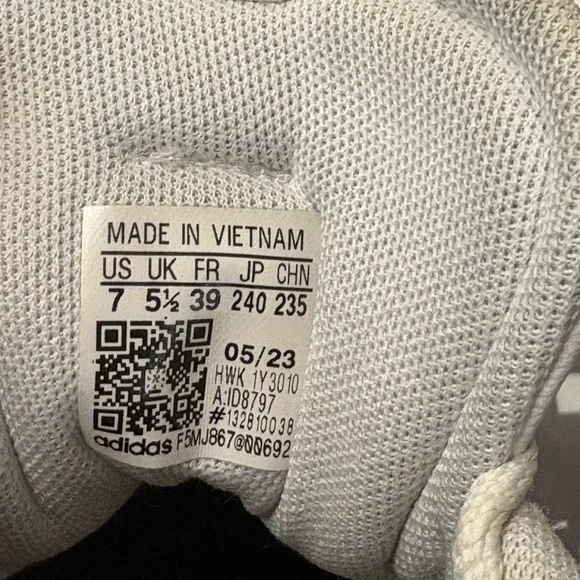 MADE IN VIETNAM
US UK FR JP CHN
7 5½ 39 240 235
05/23
HWK 1Y3010
A:ID8797
#132810038
adidas F5MJ867@00692